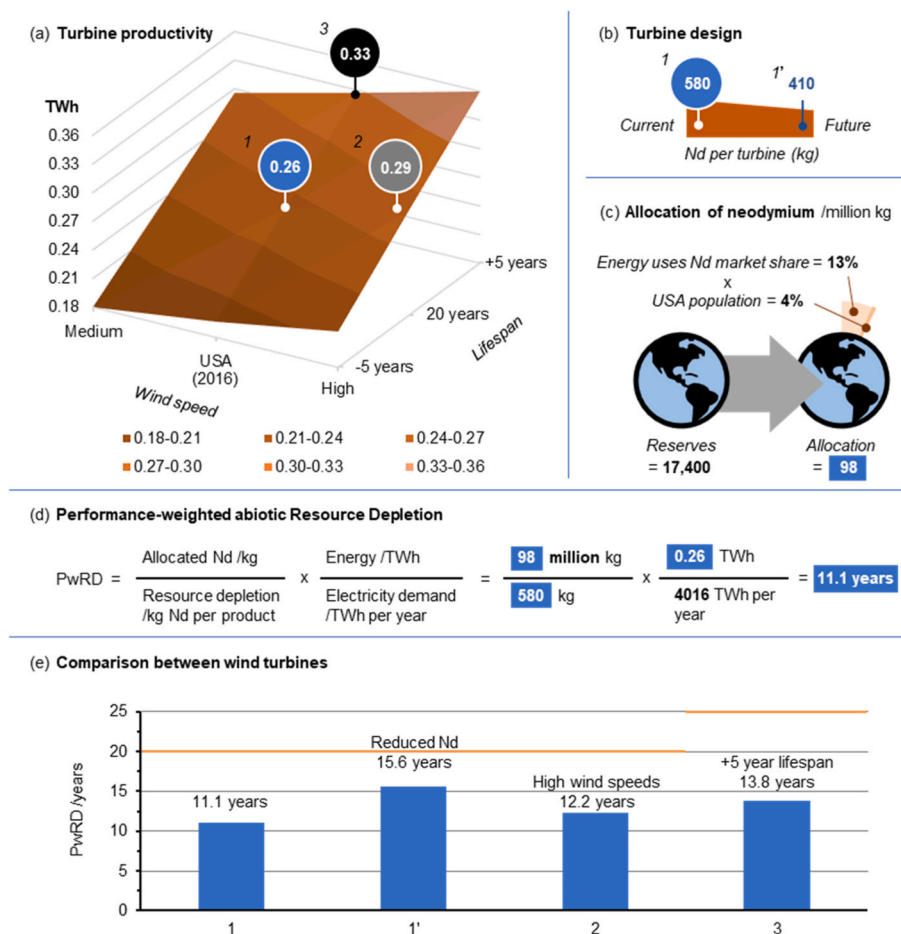 (a) Turbine productivity
3
0.33
TWh
0.36
0.33
0.30
0.27
0.24
0.21
0.18
1
0.26
2
0.29
+5 years
20 years
-5 years
Lifespan
Medium
USA
(2016)
High
Wind speed
0.18-0.21
0.21-0.24
0.24-0.27
0.27-0.30
0.30-0.33
0.33-0.36
(b) Turbine design
1
580
1'
410
Current
Future
Nd per turbine (kg)
(c) Allocation of neodymium /million kg
Energy uses Nd market share = 13%
x
USA population = 4%
Reserves
= 17,400
Allocation
= 98
(d) Performance-weighted abiotic Resource Depletion
PwRD =
Allocated Nd /kg
Resource depletion
/kg Nd per product
x
Energy /TWh
Electricity demand
/TWh per year
=
98 million kg
580 kg
x
0.26 TWh
4016 TWh per
year
= 11.1 years
(e) Comparison between wind turbines
PwRD /years
25
20
15
10
5
0
11.1 years
Reduced Nd
15.6 years
High wind speeds
12.2 years
+5 year lifespan
13.8 years
1
1'
2
3